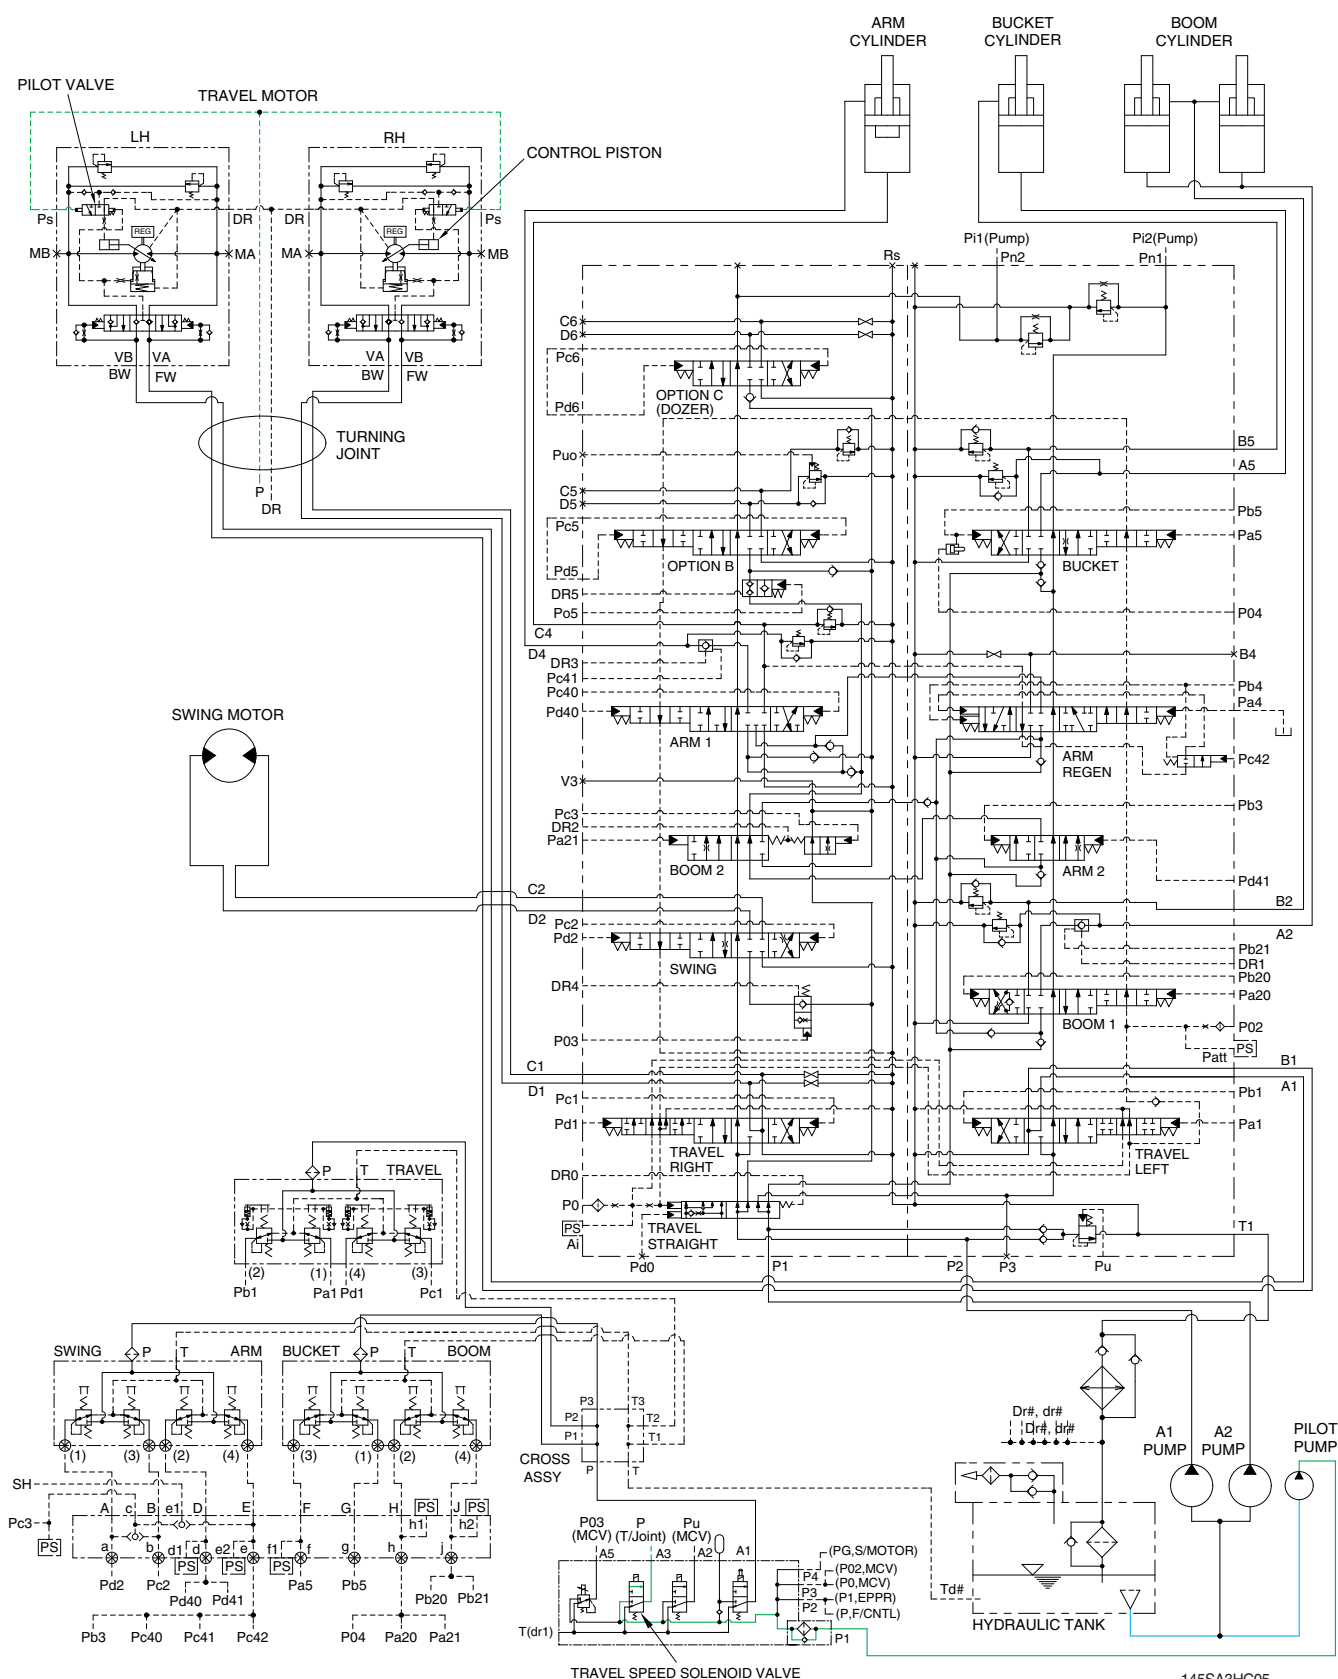 ARM
CYLINDER
BUCKET
CYLINDER
BOOM
CYLINDER
PILOT VALVE
TRAVEL MOTOR
LH
RH
CONTROL PISTON
Ps
DR
DR
Ps
REG
REG
MB
MA
MA
MB
VB
VA
VA
VB
BW
FW
BW
FW
TURNING
JOINT
P
DR
Rs
Pi1(Pump)
Pn2
Pi2(Pump)
Pn1
C6
D6
Pc6
OPTION C
(DOZER)
Pd6
Puo
C5
D5
Pc5
OPTION B
Pd5
DR5
Po5
B5
A5
Pb5
Pa5
BUCKET
P04
C4
D4
DR3
Pc41
Pc40
Pd40
ARM 1
B4
Pb4
Pa4
ARM
REGEN
Pc42
SWING MOTOR
V3
Pc3
DR2
Pa21
BOOM 2
Pb3
ARM 2
Pd41
C2
D2
Pc2
Pd2
SWING
B2
A2
Pb21
DR1
Pb20
Pa20
BOOM 1
DR4
P03
P02
PS
Patt
C1
D1
Pc1
Pd1
TRAVEL
RIGHT
B1
A1
Pb1
Pa1
TRAVEL
LEFT
DR0
P0
PS
Ai
TRAVEL
STRAIGHT
Pd0
P1
P2
P3
Pu
T1
P
T
TRAVEL
(2)
(1)
(4)
(3)
Pb1
Pa1
Pd1
Pc1
SWING
P
T
ARM
BUCKET
P
T
BOOM
(1)
(3)
(2)
(4)
(3)
(1)
(2)
(4)
P3
T3
P2
T2
P1
T1
CROSS
ASSY
P
T
SH
A
c
B
e1
D
E
F
G
H
PS
h1
J
PS
h2
Pc3
PS
a
b
d1
d
PS
e2
e
PS
f1
f
PS
g
h
j
Pd2
Pc2
Pd40
Pd41
Pa5
Pb5
Pb20
Pb21
Pb3
Pc40
Pc41
Pc42
P04
Pa20
Pa21
P03
(MCV)
P
(T/Joint)
Pu
(MCV)
A5
A3
A2
A1
(PG,S/MOTOR)
P4
(P02,MCV)
(P0,MCV)
P3
(P1,EPPR)
P2
(P,F/CNTL)
P1
T(dr1)
TRAVEL SPEED SOLENOID VALVE
Dr#, dr#
Dr#, dr#
A1
PUMP
A2
PUMP
PILOT
PUMP
Td#
HYDRAULIC TANK
145SA3HC05